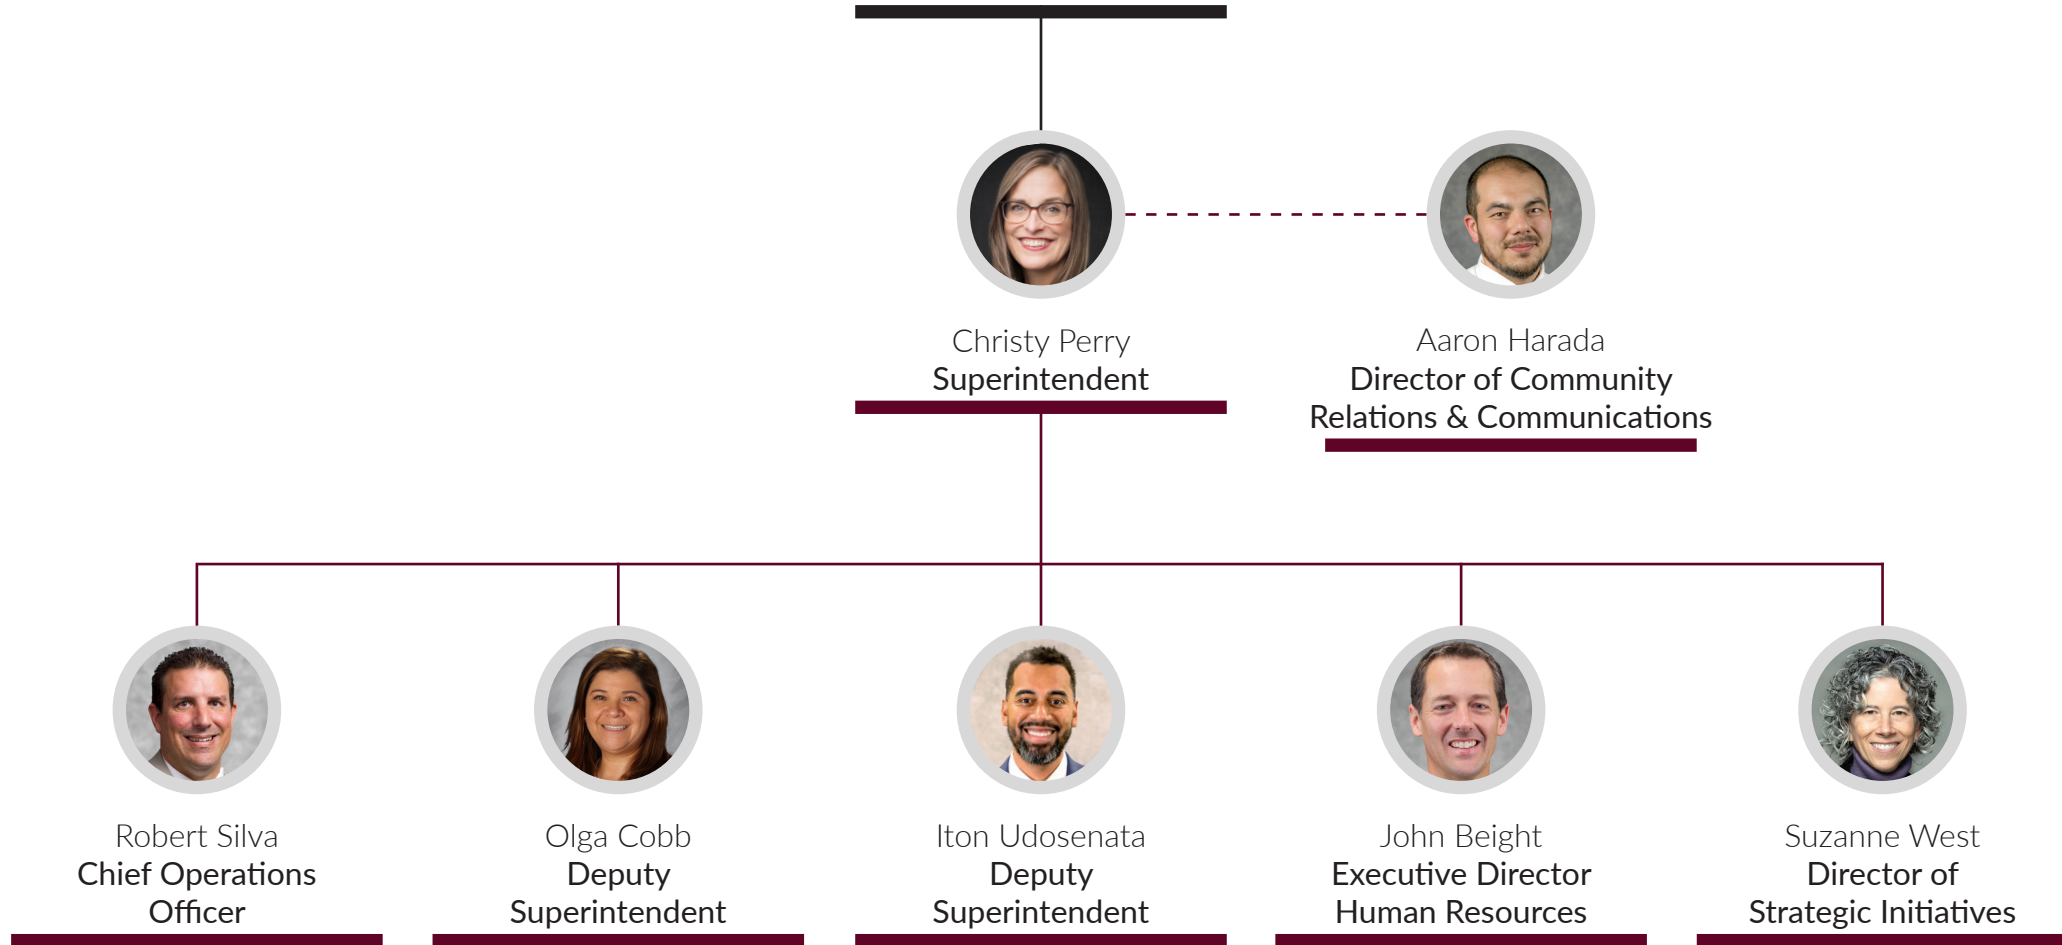 Christy Perry
Superintendent
Aaron Harada
Director of Community
Relations & Communications
Robert Silva
Chief Operations
Officer
Olga Cobb
Deputy
Superintendent
Iton Udosenata
Deputy
Superintendent
John Beight
Executive Director
Human Resources
Suzanne West
Director of
Strategic Initiatives